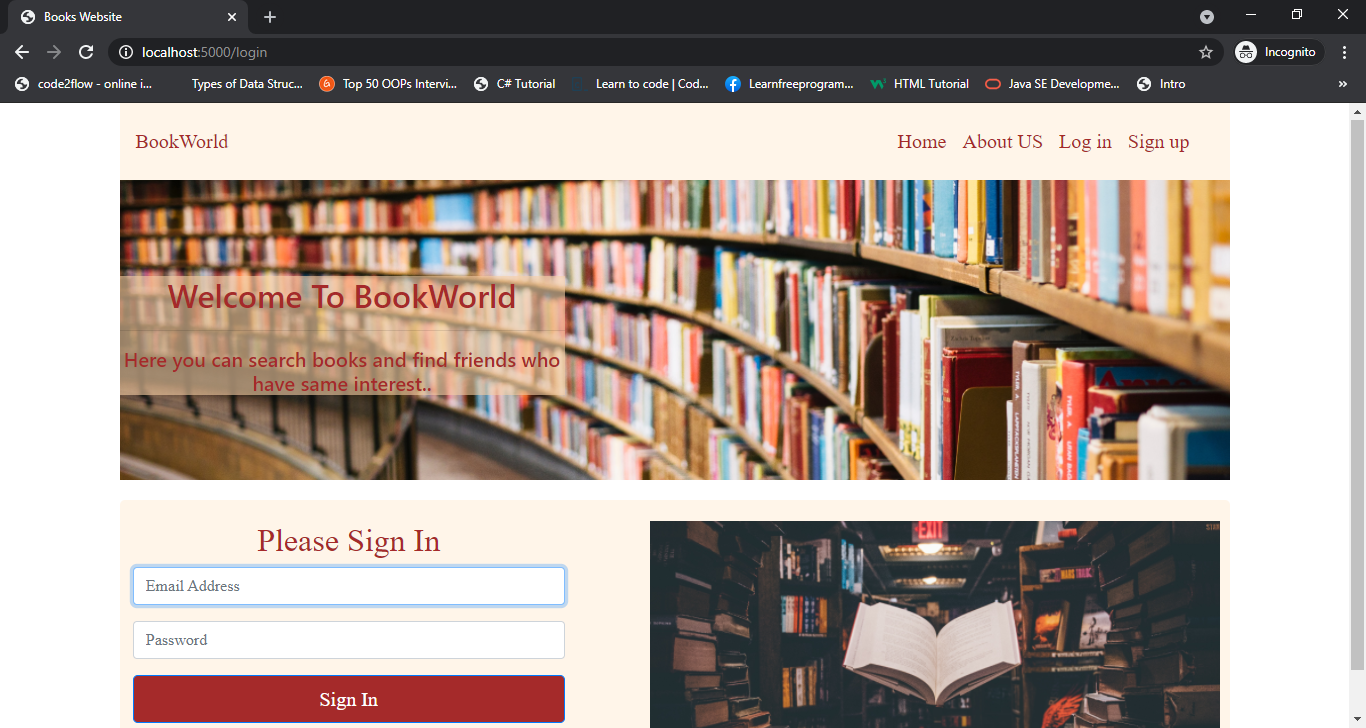 Books Website
localhost:5000/login
Incognito
code2flow - online i...
Types of Data Struc...
Top 50 OOPs Intervi...
C# Tutorial
Learn to code | Cod...
Learnfreeprogram...
HTML Tutorial
Java SE Developme...
Intro
»
BookWorld
Home
About US
Log in
Sign up
Welcome To BookWorld
Here you can search books and find friends who
have same interest..
Please Sign In
Email Address
Password
Sign In
EXIT